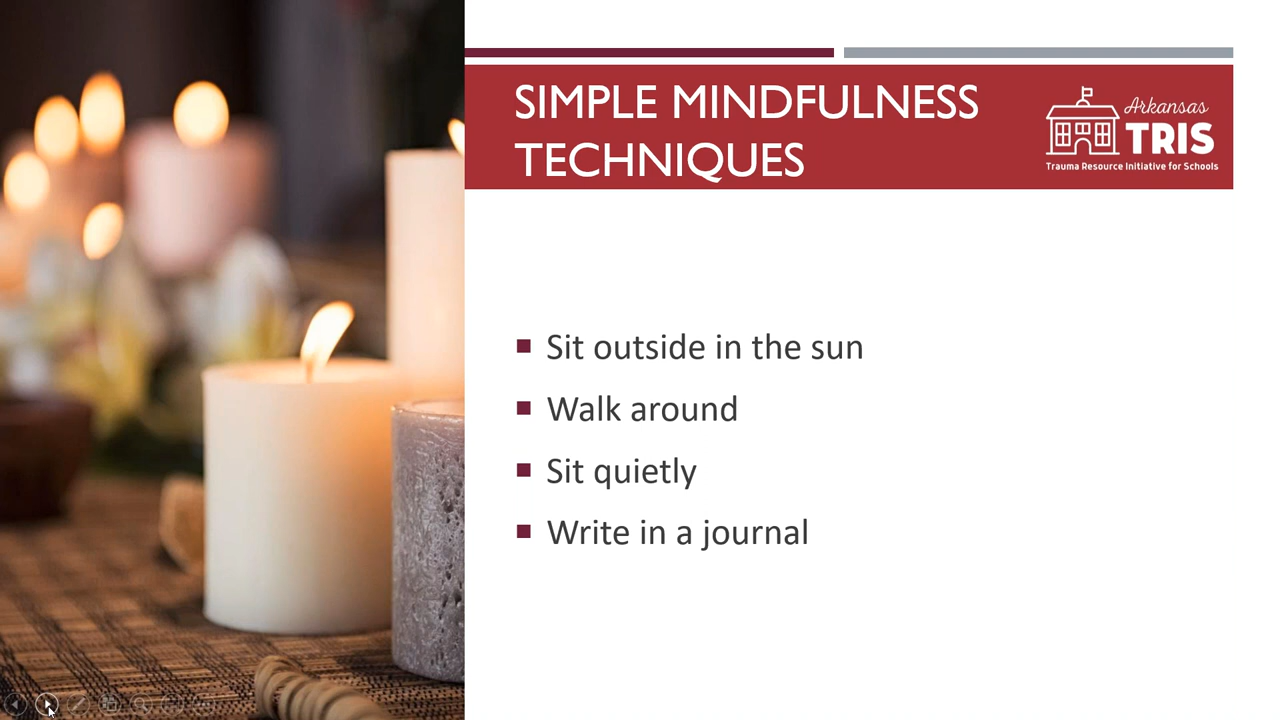 SIMPLE MINDFULNESS
TECHNIQUES
Arkansas
TRIS
Trauma Resource Initiative for Schools
Sit outside in the sun
Walk around
Sit quietly
Write in a journal